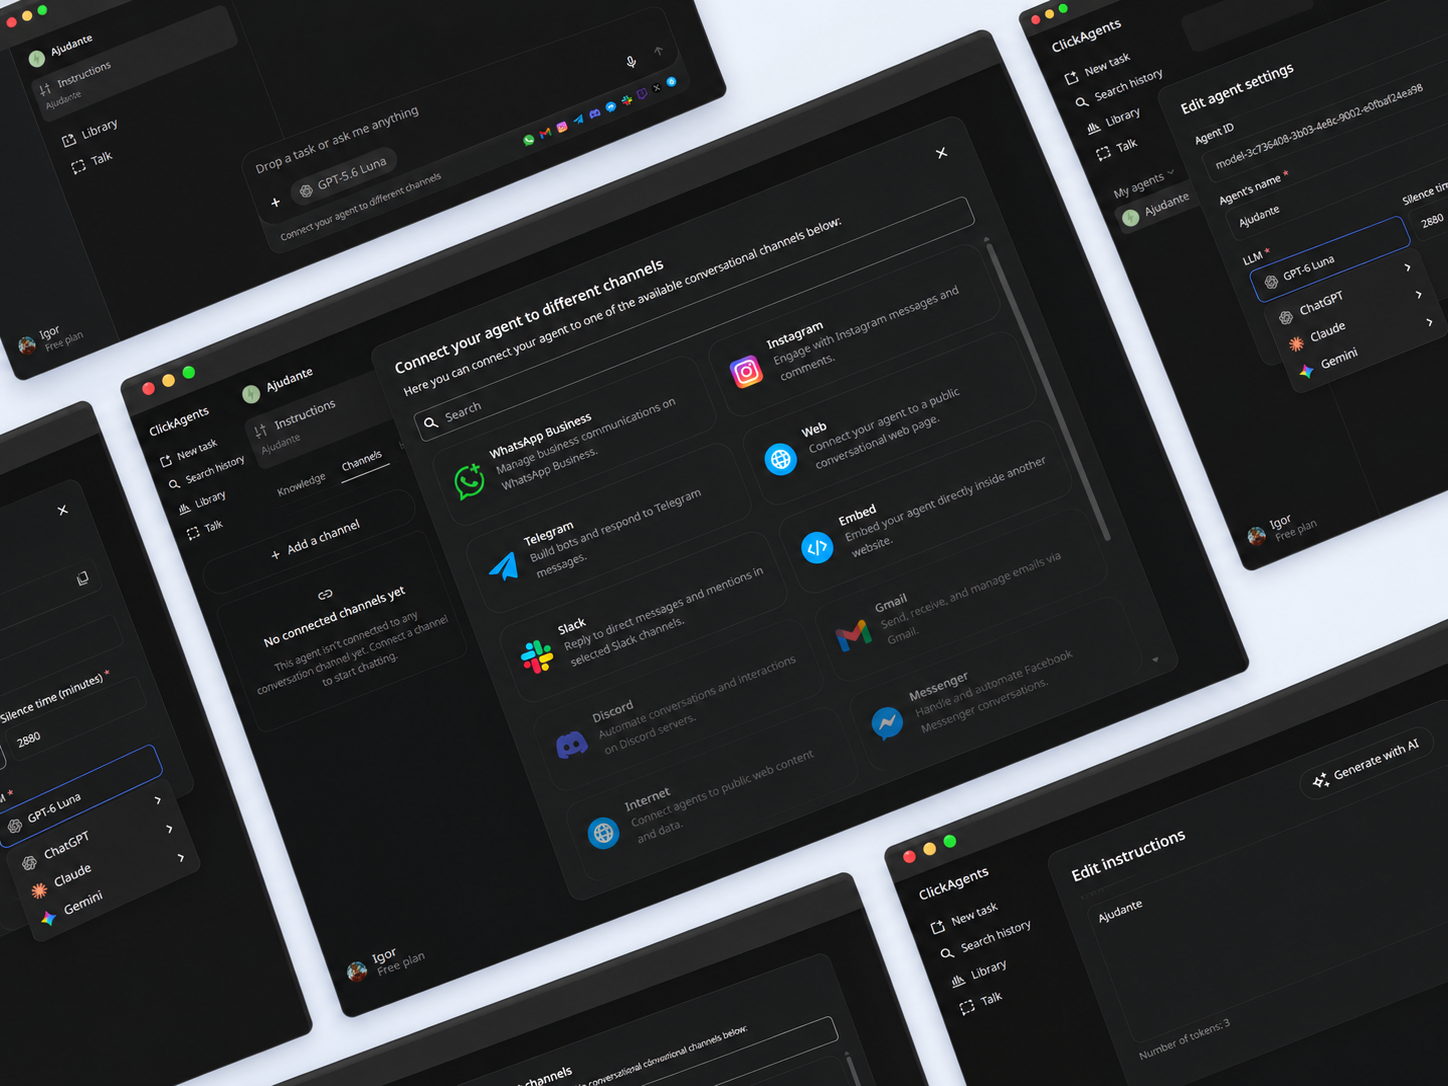 Ajudante
Instructions
Ajudante
Library
Talk
Igor
Free plan
Drop a task or ask me anything
GPT-5.6 Luna
Connect your agent to different channels
ClickAgents
New task
Search history
Library
Talk
My agents
Ajudante
Igor
Free plan
Edit agent settings
Agent ID
model-3c736408-3b03-4e8c-9002-e0fbaf24ea98
Agent's name *
Ajudante
Silence tim
2880
LLM *
GPT-6 Luna
ChatGPT
Claude
Gemini
ClickAgents
New task
Search history
Library
Talk
Igor
Free plan
Ajudante
Instructions
Ajudante
Knowledge
Channels
+ Add a channel
No connected channels yet
This agent isn't connected to any
conversation channel yet. Connect a channel
to start chatting.
Connect your agent to different channels
Here you can connect your agent to one of the available conversational channels below:
Search
WhatsApp Business
Manage business communications on
WhatsApp Business.
Instagram
Engage with Instagram messages and
comments.
Telegram
Build bots and respond to Telegram
messages.
Web
Connect your agent to a public
conversational web page.
Slack
Reply to direct messages and mentions in
selected Slack channels.
Embed
Embed your agent directly inside another
website.
Discord
Automate conversations and interactions
on Discord servers.
Gmail
Send, receive, and manage emails via
Gmail.
Internet
Connect agents to public web content
and data.
Messenger
Handle and automate Facebook
Messenger conversations.
Silence time (minutes) *
2880
M *
GPT-6 Luna
ChatGPT
Claude
Gemini
channels
conversational channels below:
ClickAgents
New task
Search history
Library
Talk
Edit instructions
Generate with AI
Ajudante
Number of tokens: 3